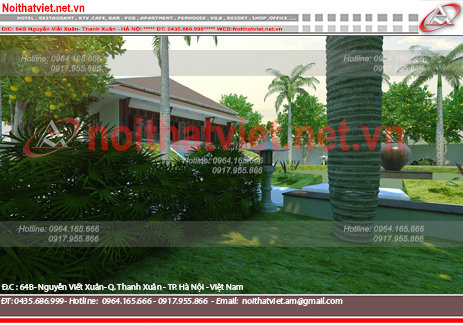 Noithatviet.net.vn
HOTEL . RESTAURANT . KTV.CAFE. BAR . PUB . APARTMENT . PENHOUSE . VILA . RESORT . SHOP .OFFICE ....
Đ/C: 64B Nguyễn Viết Xuân- Thanh Xuân - HÀ NỘI ***** ĐT: 0435.686.999***** WEB:Noithatviet.net.vn
Hotline: 0964.165.666
0917.955.866
Hotline: 0964.165.666
0917.955.866
noithatviet.net.vn
Hotline: 0964.165.666
0917.955.866
Hotline: 0964.165.666
0917.955.866
Hotline: 0964.165.666
0917.955.866
Đ.C : 64B- Nguyễn Viết Xuân- Q. Thanh Xuân - TP. Hà Nội - Việt Nam
ĐT: 0435.686.999- Hotline: 0964.165.666 - 0917.955.866 - Email: noithatviet.am@gmail.com